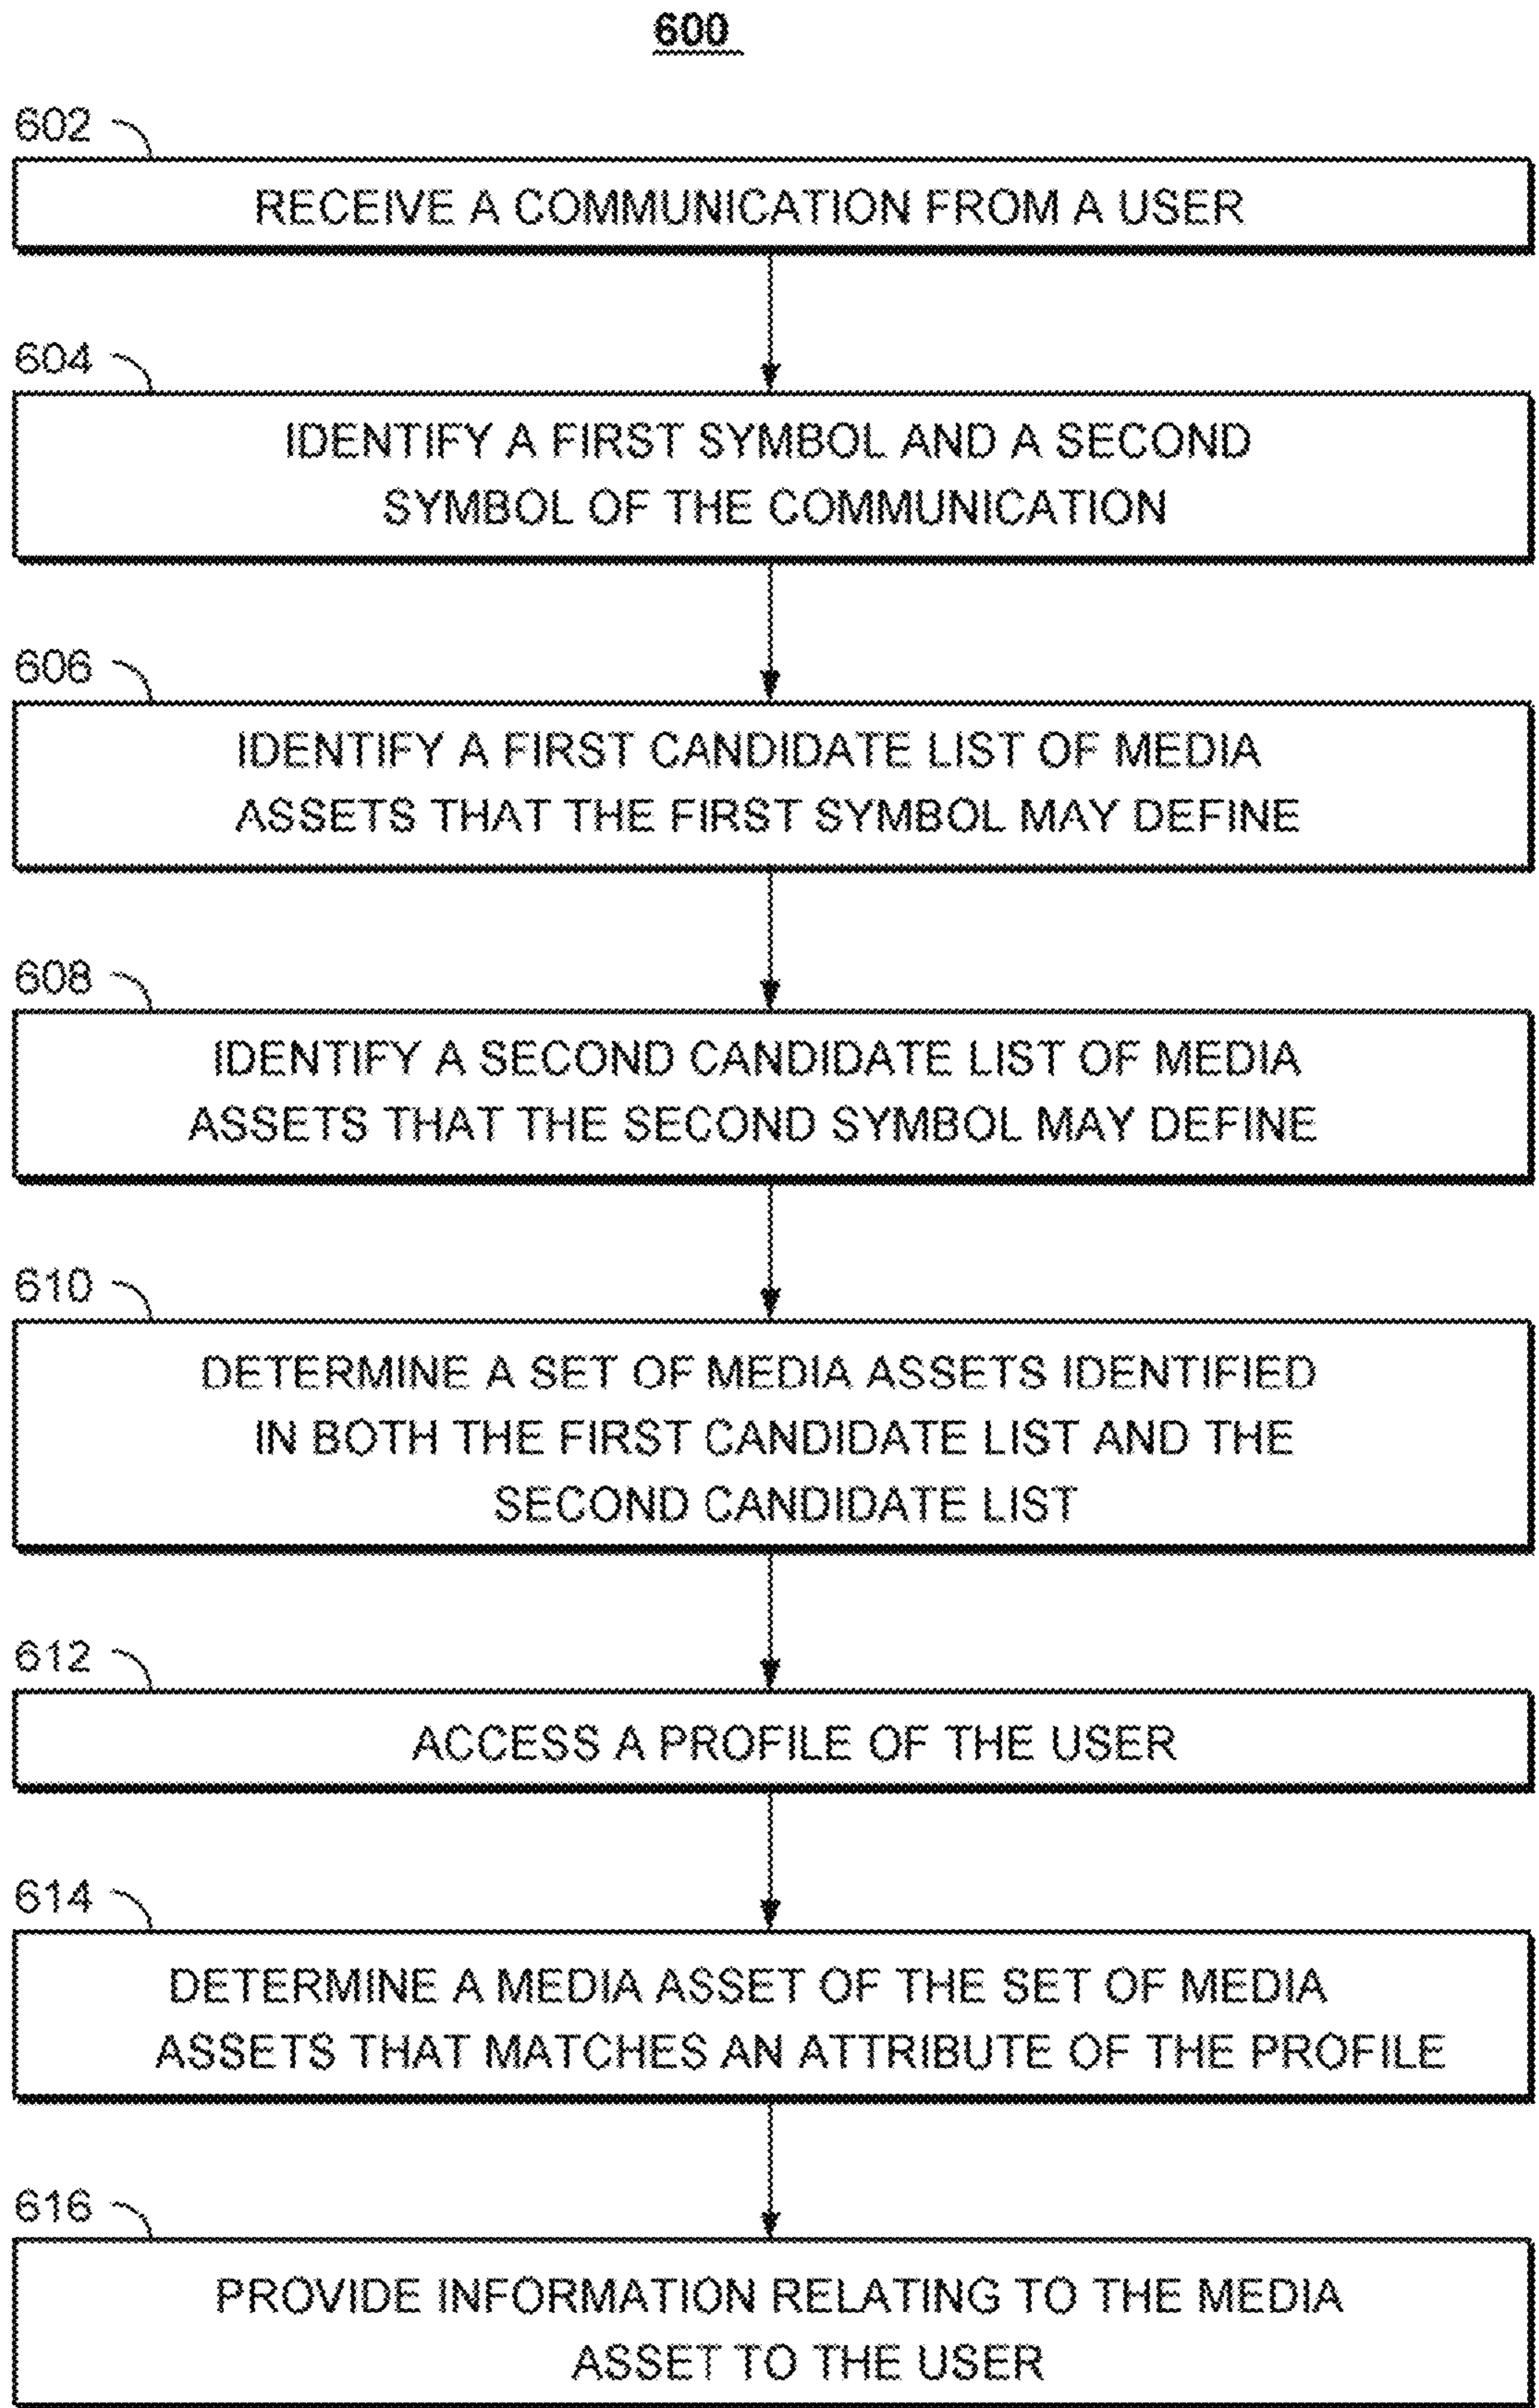 600
602
RECEIVE A COMMUNICATION FROM A USER
604
IDENTIFY A FIRST SYMBOL AND A SECOND
SYMBOL OF THE COMMUNICATION
606
IDENTIFY A FIRST CANDIDATE LIST OF MEDIA
ASSETS THAT THE FIRST SYMBOL MAY DEFINE
608
IDENTIFY A SECOND CANDIDATE LIST OF MEDIA
ASSETS THAT THE SECOND SYMBOL MAY DEFINE
610
DETERMINE A SET OF MEDIA ASSETS IDENTIFIED
IN BOTH THE FIRST CANDIDATE LIST AND THE
SECOND CANDIDATE LIST
612
ACCESS A PROFILE OF THE USER
614
DETERMINE A MEDIA ASSET OF THE SET OF MEDIA
ASSETS THAT MATCHES AN ATTRIBUTE OF THE PROFILE
616
PROVIDE INFORMATION RELATING TO THE MEDIA
ASSET TO THE USER